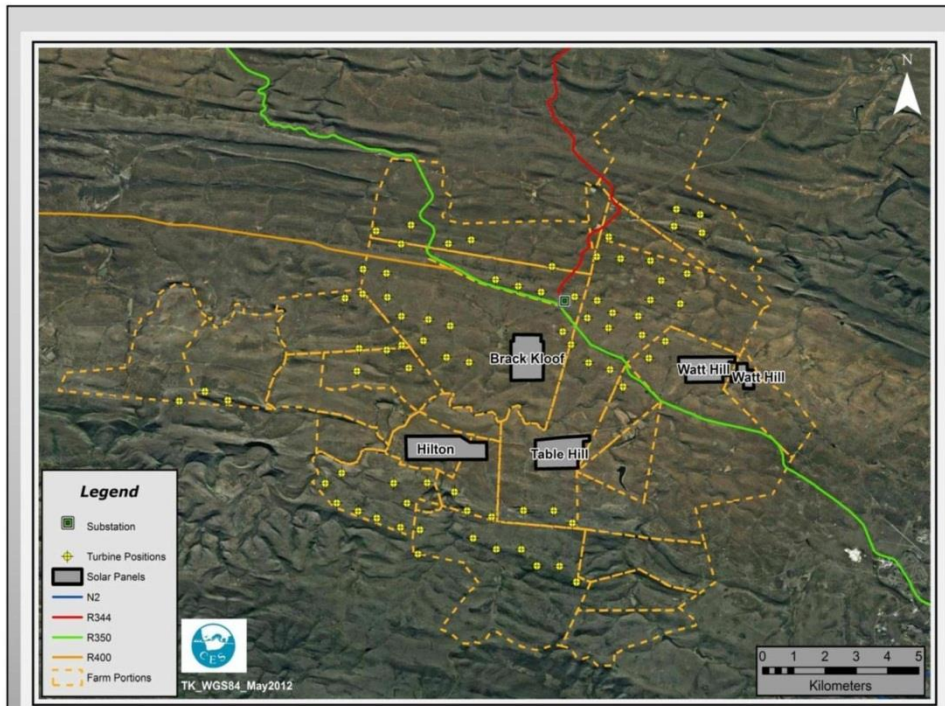 N
Brack Kloof
Watt Hill
Watt Hill
Hilton
Table Hill
Legend
Substation
Turbine Positions
Solar Panels
N2
R344
R350
R400
Farm Portions
CES
TK_WGS84_May2012
0 1 2 3 4 5
Kilometers